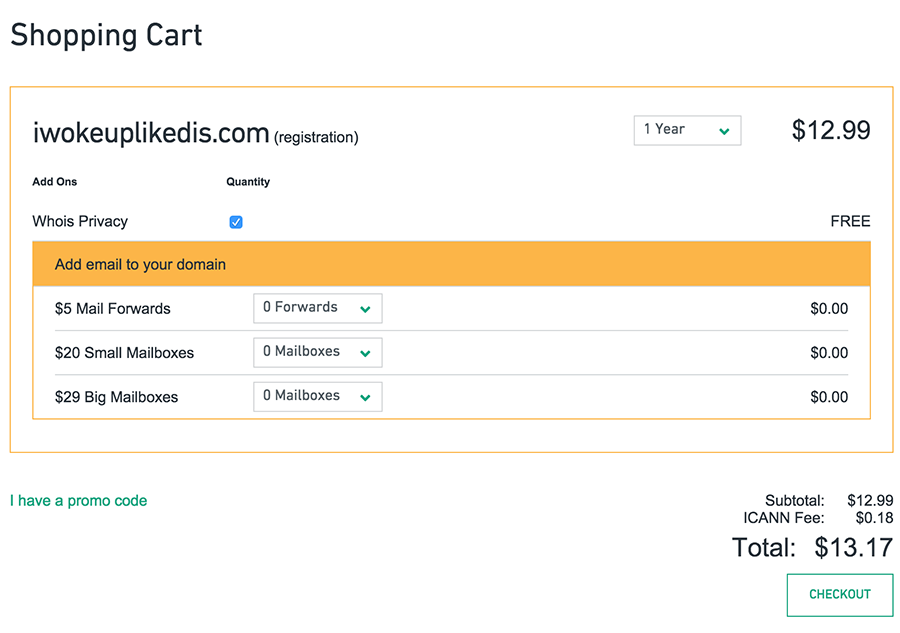 Shopping Cart
iwokeuplikedis.com (registration) 1 Year $12.99
Add Ons Quantity
Whois Privacy FREE
Add email to your domain
$5 Mail Forwards 0 Forwards $0.00
$20 Small Mailboxes 0 Mailboxes $0.00
$29 Big Mailboxes 0 Mailboxes $0.00
I have a promo code Subtotal: $12.99
ICANN Fee: $0.18
Total: $13.17
CHECKOUT